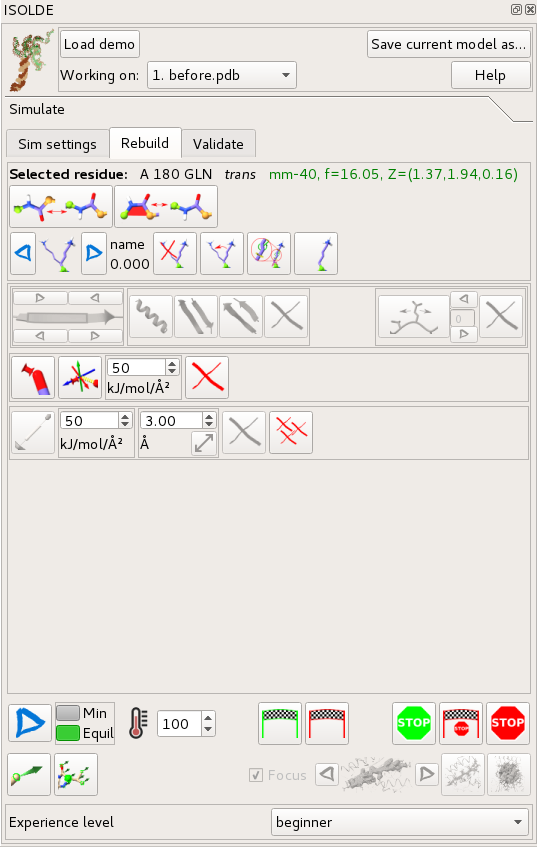 ISOLDE
Load demo
Save current model as...
Working on:
1. before.pdb
Help
Simulate
Sim settings
Rebuild
Validate
Selected residue: A 180 GLN trans mm-40, f=16.05, Z=(1.37,1.94,0.16)
name
0.000
0
50
kJ/mol/Å²
50
kJ/mol/Å²
3.00
Å
Min
Equil
100
STOP
STOP
STOP
Focus
Experience level
beginner